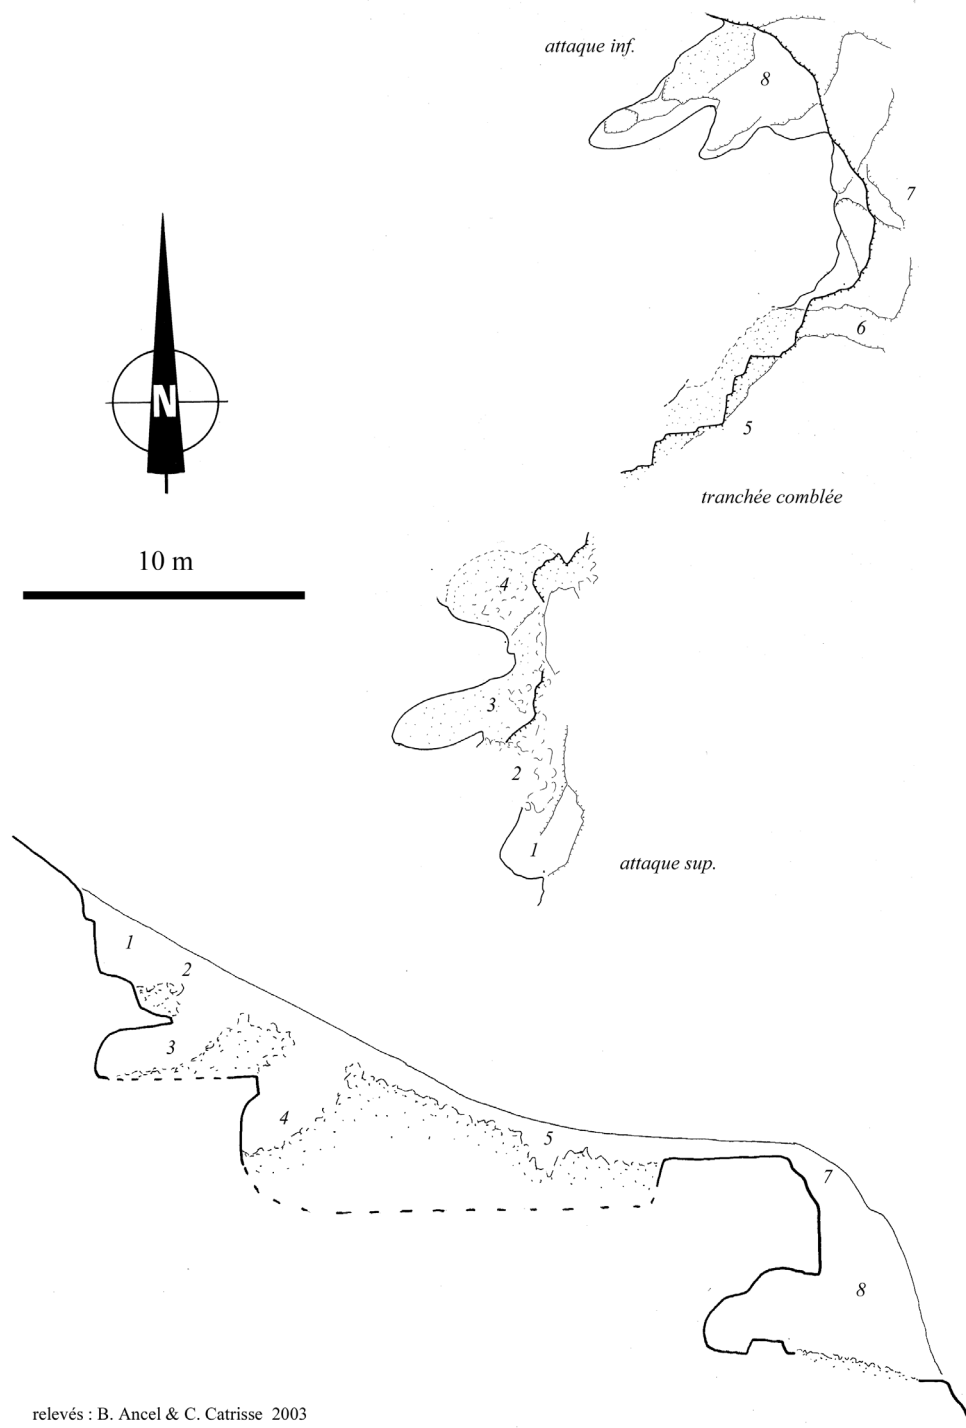 attaque inf.
8
7
6
5
tranchée comblée
N
10 m
4
3
2
1
attaque sup.
1
2
3
4
5
7
8
relevés : B. Ancel & C. Catrisse 2003